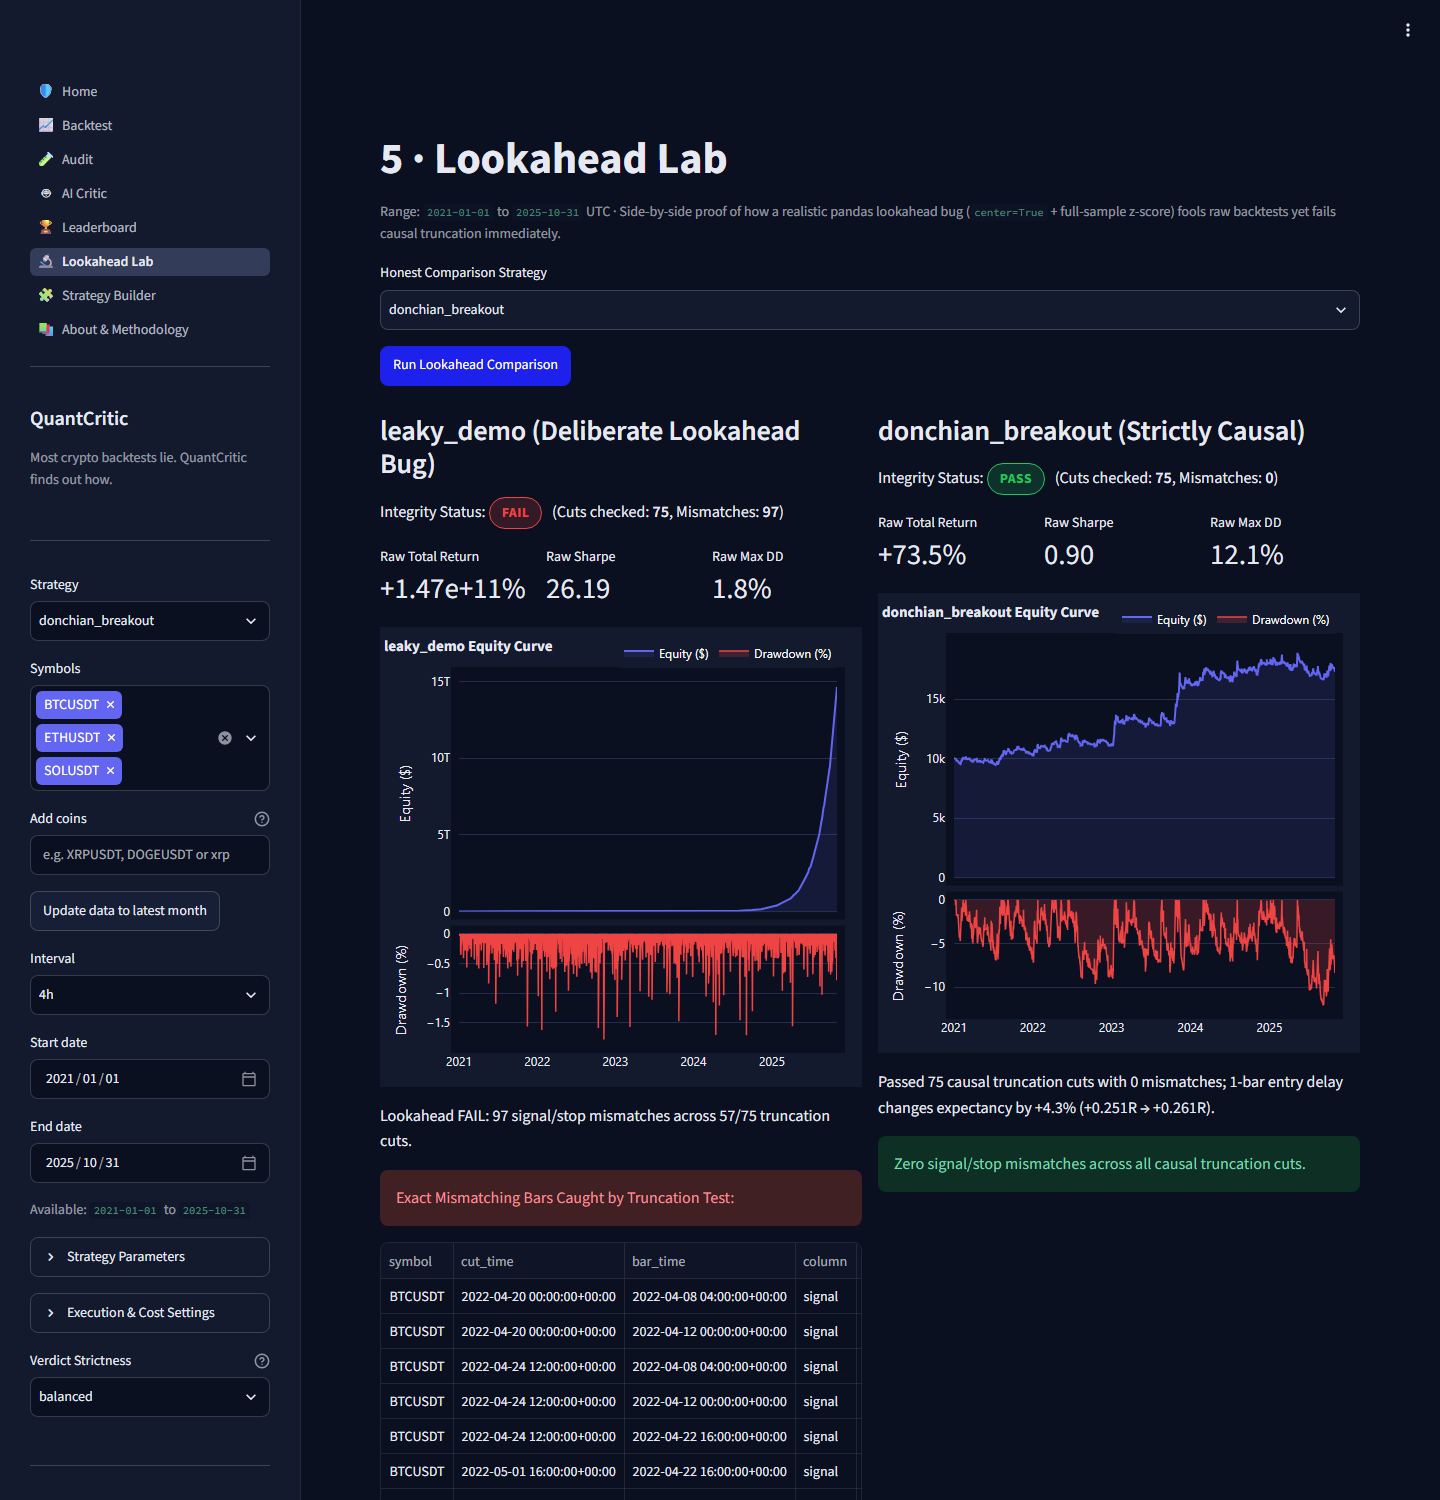 Home
Backtest
Audit
AI Critic
Leaderboard
Lookahead Lab
Strategy Builder
About & Methodology
QuantCritic
Most crypto backtests lie. QuantCritic
finds out how.
Strategy
donchian_breakout
Symbols
BTCUSDT ×
ETHUSDT ×
SOLUSDT ×
Add coins
e.g. XRPUSDT, DOGEUSDT or xrp
Update data to latest month
Interval
4h
Start date
2021 / 01 / 01
End date
2025 / 10 / 31
Available: 2021-01-01 to 2025-10-31
Strategy Parameters
Execution & Cost Settings
Verdict Strictness
balanced
5 · Lookahead Lab
Range: 2021-01-01 to 2025-10-31 UTC · Side-by-side proof of how a realistic pandas lookahead bug ( center=True + full-sample z-score) fools raw backtests yet fails
causal truncation immediately.
Honest Comparison Strategy
donchian_breakout
Run Lookahead Comparison
leaky_demo (Deliberate Lookahead
Bug)
Integrity Status: FAIL (Cuts checked: 75, Mismatches: 97)
Raw Total Return Raw Sharpe Raw Max DD
+1.47e+11% 26.19 1.8%
leaky_demo Equity Curve
Equity ($) Drawdown (%)
15T
10T
5T
0
Equity ($)
0
−0.5
−1
−1.5
Drawdown (%)
2021 2022 2023 2024 2025
Lookahead FAIL: 97 signal/stop mismatches across 57/75 truncation
cuts.
Exact Mismatching Bars Caught by Truncation Test:
symbol cut_time bar_time column
BTCUSDT 2022-04-20 00:00:00+00:00 2022-04-08 04:00:00+00:00 signal
BTCUSDT 2022-04-20 00:00:00+00:00 2022-04-12 00:00:00+00:00 signal
BTCUSDT 2022-04-24 12:00:00+00:00 2022-04-08 04:00:00+00:00 signal
BTCUSDT 2022-04-24 12:00:00+00:00 2022-04-12 00:00:00+00:00 signal
BTCUSDT 2022-04-24 12:00:00+00:00 2022-04-22 16:00:00+00:00 signal
BTCUSDT 2022-05-01 16:00:00+00:00 2022-04-22 16:00:00+00:00 signal
donchian_breakout (Strictly Causal)
Integrity Status: PASS (Cuts checked: 75, Mismatches: 0)
Raw Total Return Raw Sharpe Raw Max DD
+73.5% 0.90 12.1%
donchian_breakout Equity Curve
Equity ($) Drawdown (%)
15k
10k
5k
0
Equity ($)
0
−5
−10
Drawdown (%)
2021 2022 2023 2024 2025
Passed 75 causal truncation cuts with 0 mismatches; 1-bar entry delay
changes expectancy by +4.3% (+0.251R → +0.261R).
Zero signal/stop mismatches across all causal truncation cuts.